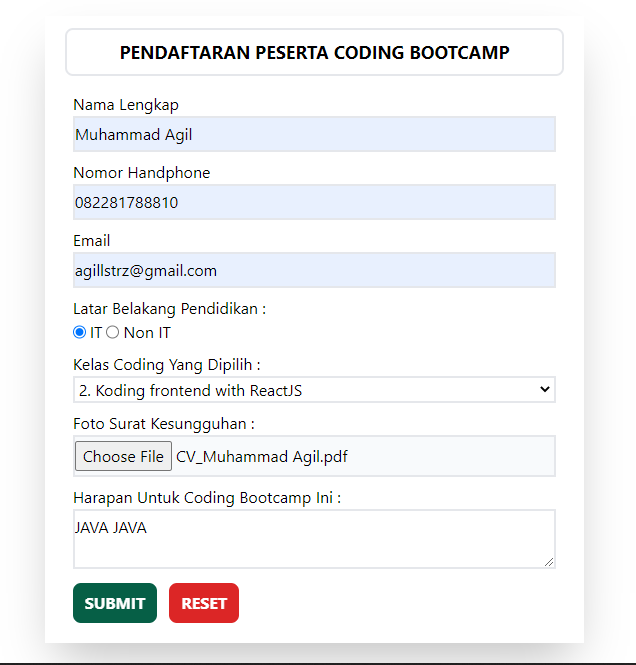 PENDAFTARAN PESERTA CODING BOOTCAMP
Nama Lengkap
Muhammad Agil
Nomor Handphone
082281788810
Email
agillstrz@gmail.com
Latar Belakang Pendidikan :
IT Non IT
Kelas Coding Yang Dipilih :
2. Koding frontend with ReactJS
Foto Surat Kesungguhan :
Choose File CV_Muhammad Agil.pdf
Harapan Untuk Coding Bootcamp Ini :
JAVA JAVA
SUBMIT RESET